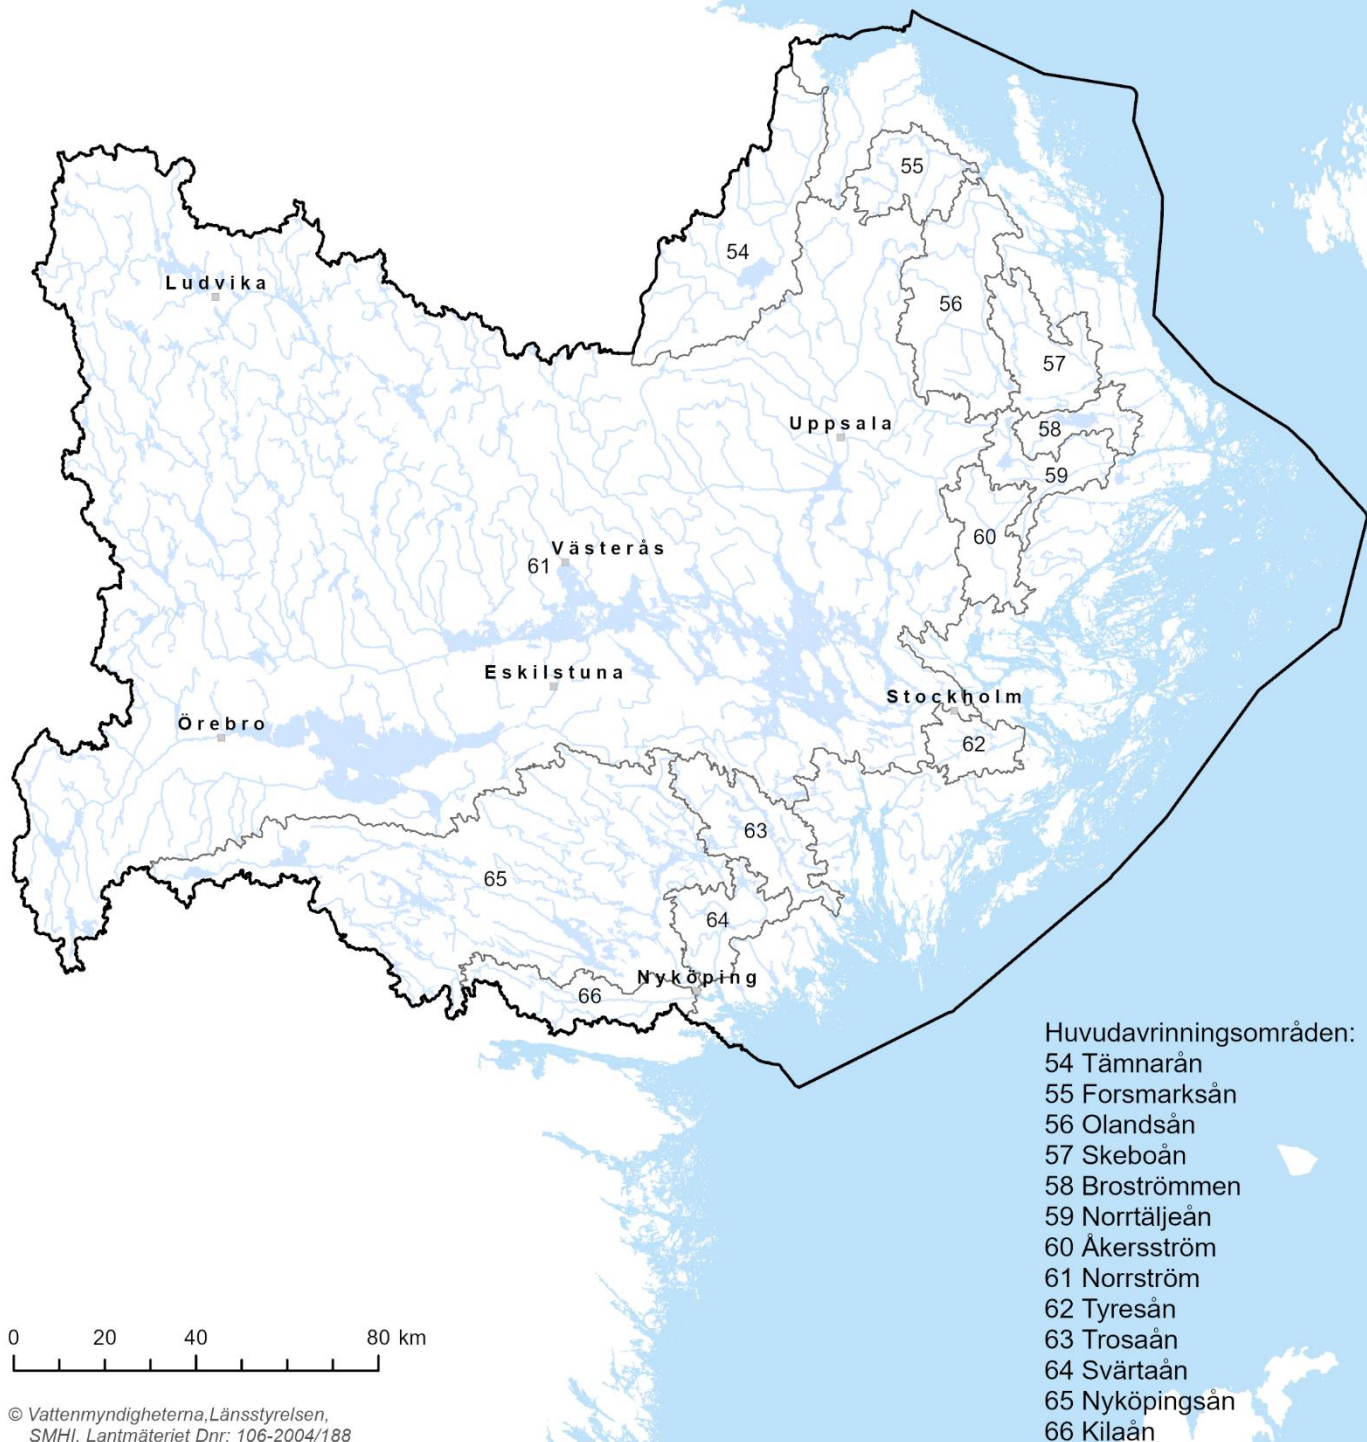 55
54
Ludvika
56
57
Uppsala
58
59
60
Västerås
61
Eskilstuna
Stockholm
Örebro
62
63
65
64
Nyköping
66
Huvudavrinningsområden:
54 Tämnarån
55 Forsmarksån
56 Olandsån
57 Skeboån
58 Broströmmen
59 Norrtäljeån
60 Åkersström
61 Norrström
62 Tyresån
63 Trosaån
64 Svärtaån
65 Nyköpingsån
66 Kilaån
0 20 40 80 km
© Vattenmyndigheterna,Länsstyrelsen,
SMHI, Lantmäteriet Dnr: 106-2004/188